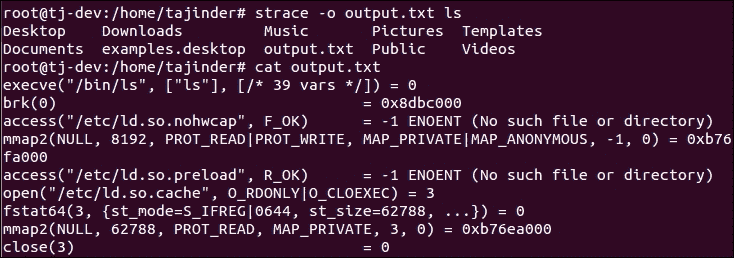 root@tj-dev:/home/tajinder# strace -o output.txt ls
Desktop    Downloads         Music       Pictures  Templates
Documents  examples.desktop  output.txt  Public    Videos
root@tj-dev:/home/tajinder# cat output.txt
execve("/bin/ls", ["ls"], [/* 39 vars */]) = 0
brk(0)                                  = 0x8dbc000
access("/etc/ld.so.nohwcap", F_OK)      = -1 ENOENT (No such file or directory)
mmap2(NULL, 8192, PROT_READ|PROT_WRITE, MAP_PRIVATE|MAP_ANONYMOUS, -1, 0) = 0xb76
fa000
access("/etc/ld.so.preload", R_OK)      = -1 ENOENT (No such file or directory)
open("/etc/ld.so.cache", O_RDONLY|O_CLOEXEC) = 3
fstat64(3, {st_mode=S_IFREG|0644, st_size=62788, ...}) = 0
mmap2(NULL, 62788, PROT_READ, MAP_PRIVATE, 3, 0) = 0xb76ea000
close(3)                                = 0